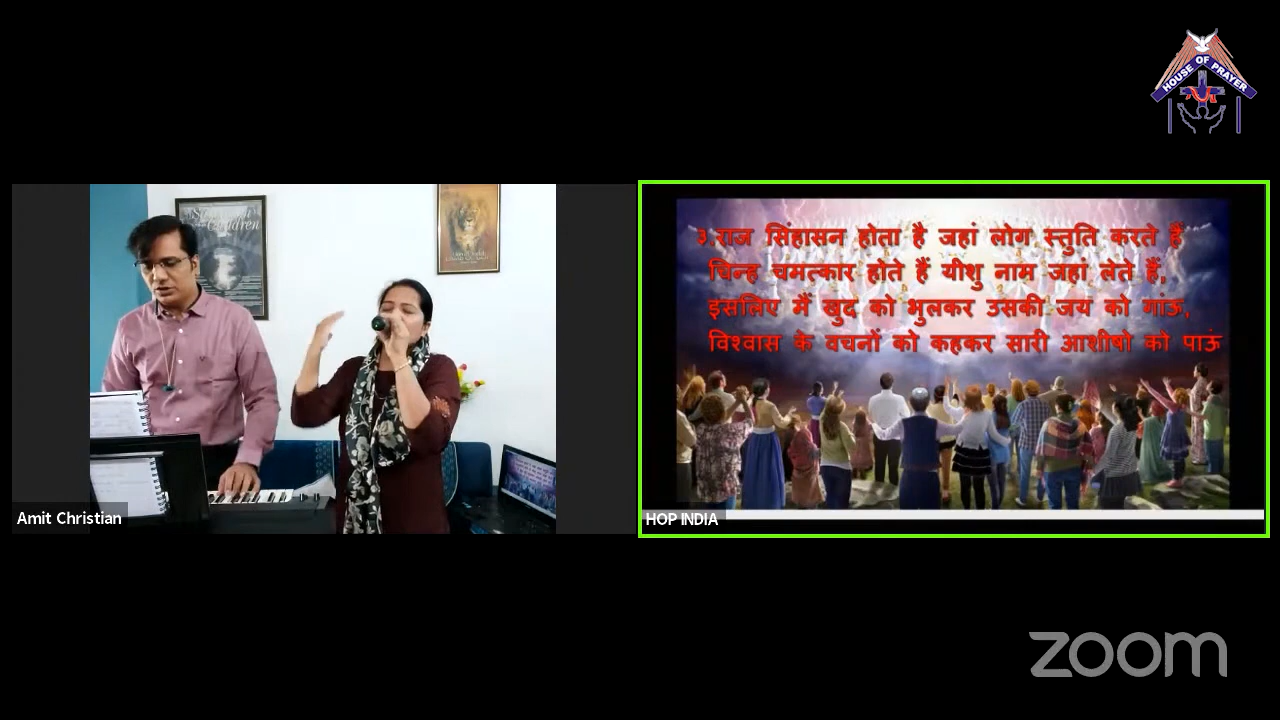 HOUSE OF PRAYER
Children
३.राज सिंहासन होता है जहां लोग स्तुति करते हैं
चिन्ह चमत्कार होते हैं यीशु नाम जहां लेते हैं,
इसलिए मैं खुद को भुलकर उसकी जय को गांऊ,
विश्वास के वचनों को कहकर सारी आशीषो को पाऊं
Amit Christian
HOP INDIA
zoom